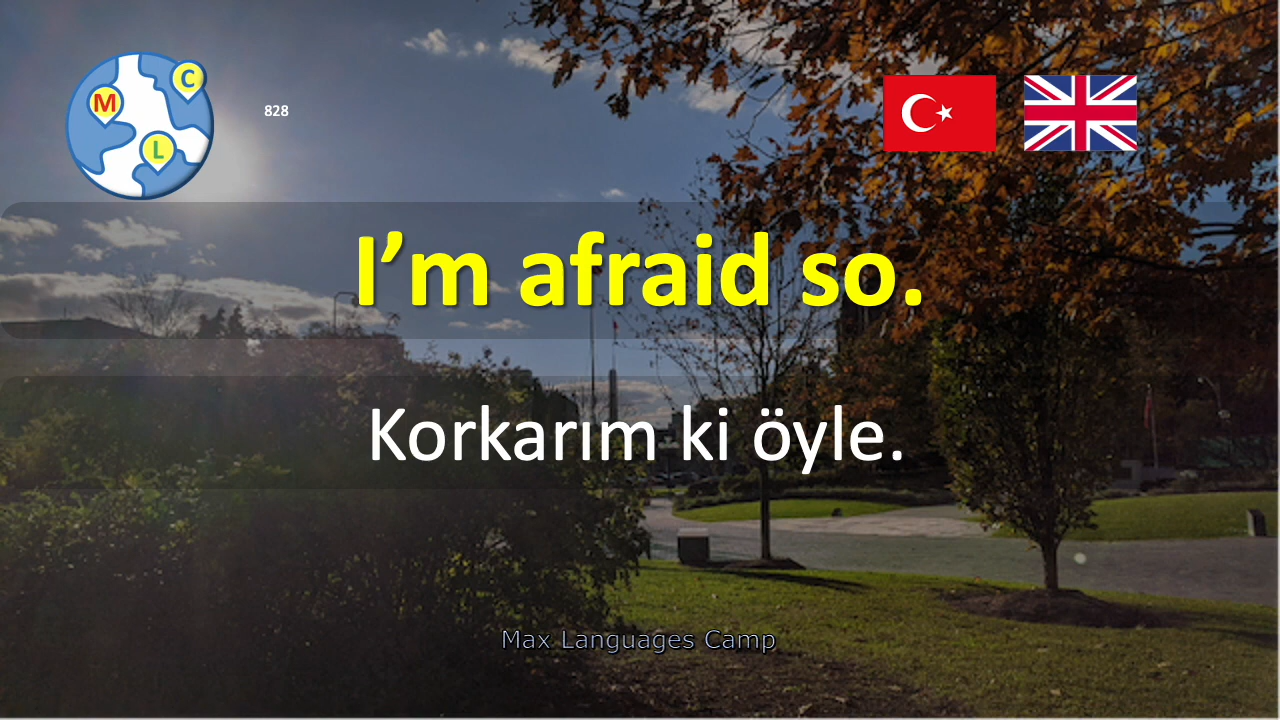 M
C
L
828
I’m afraid so.
Korkarım ki öyle.
Max Languages Camp